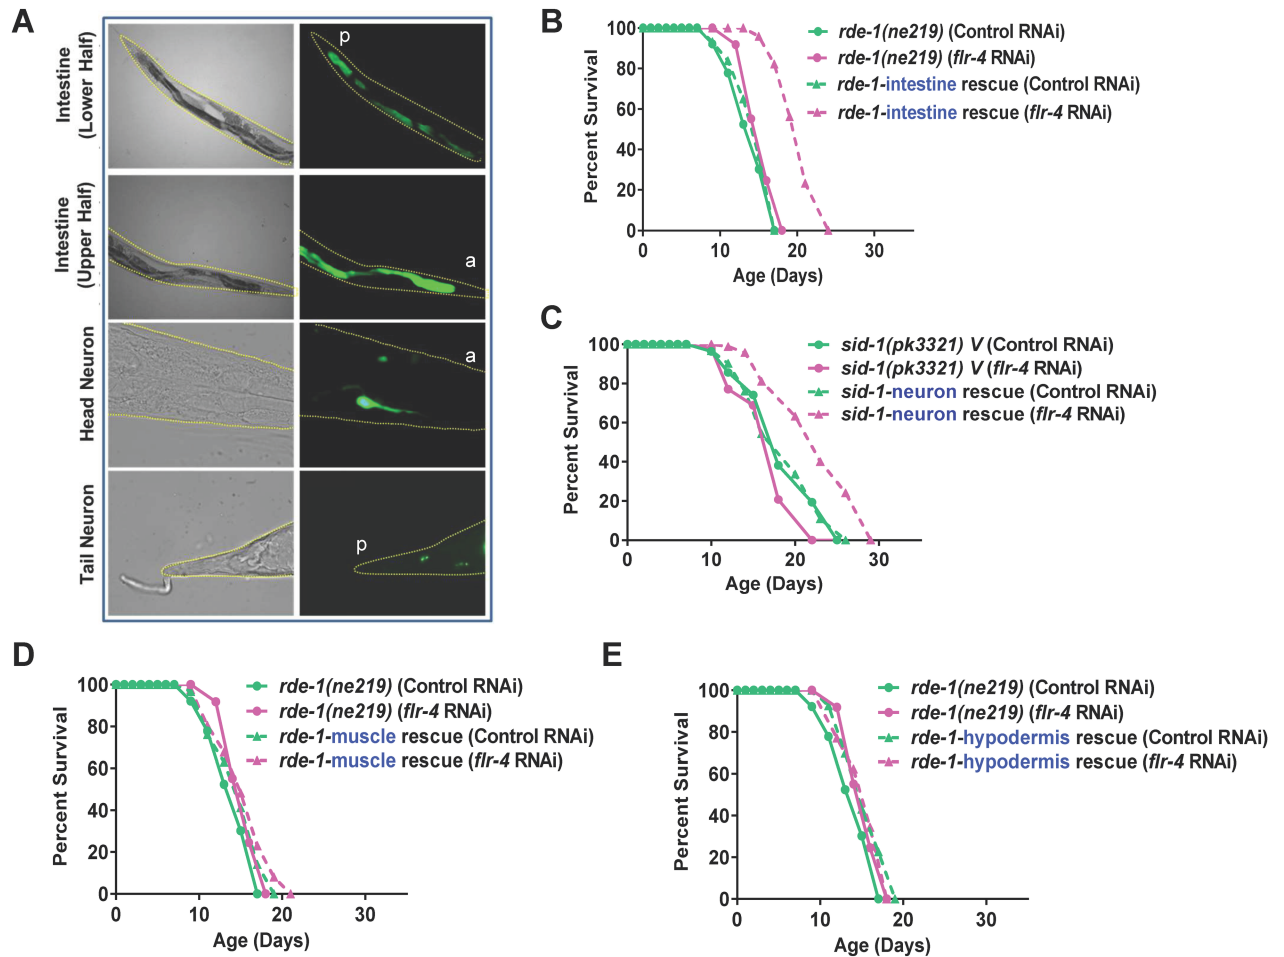 A
Intestine
(Lower Half)
p
Intestine
(Upper Half)
a
Head Neuron
a
Tail Neuron
p
B
Percent Survival
100
80
60
40
20
0
0 10 20 30
Age (Days)
rde-1(ne219) (Control RNAi)
rde-1(ne219) (flr-4 RNAi)
rde-1-intestine rescue (Control RNAi)
rde-1-intestine rescue (flr-4 RNAi)
C
Percent Survival
100
80
60
40
20
0
0 10 20 30
Age (Days)
sid-1(pk3321) V (Control RNAi)
sid-1(pk3321) V (flr-4 RNAi)
sid-1-neuron rescue (Control RNAi)
sid-1-neuron rescue (flr-4 RNAi)
D
Percent Survival
100
80
60
40
20
0
0 10 20 30
Age (Days)
rde-1(ne219) (Control RNAi)
rde-1(ne219) (flr-4 RNAi)
rde-1-muscle rescue (Control RNAi)
rde-1-muscle rescue (flr-4 RNAi)
E
Percent Survival
100
80
60
40
20
0
0 10 20 30
Age (Days)
rde-1(ne219) (Control RNAi)
rde-1(ne219) (flr-4 RNAi)
rde-1-hypodermis rescue (Control RNAi)
rde-1-hypodermis rescue (flr-4 RNAi)